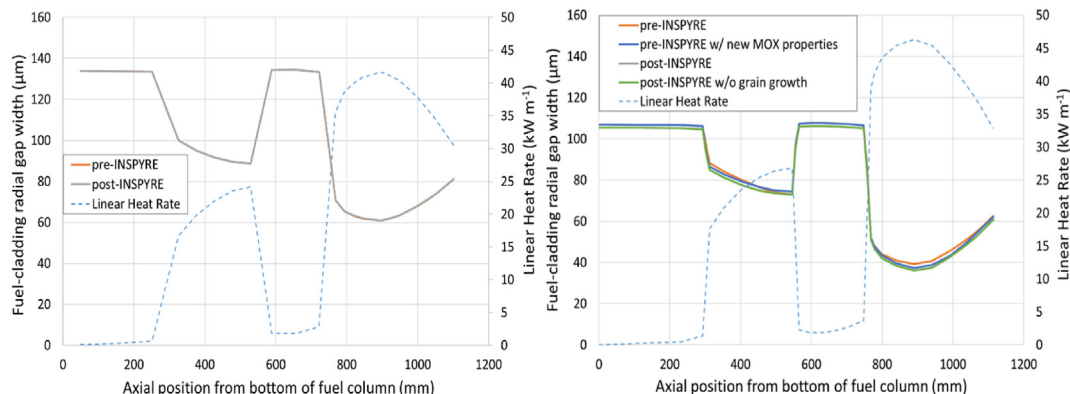 160
140
120
100
80
60
40
20
0
Fuel-cladding radial gap width (μm)
pre-INSPYRE
post-INSPYRE
Linear Heat Rate
50
45
40
35
30
25
20
15
10
5
0
Linear Heat Rate (kW m⁻¹)
0 200 400 600 800 1000 1200
Axial position from bottom of fuel column (mm)
160
140
120
100
80
60
40
20
0
Fuel-cladding radial gap width (μm)
pre-INSPYRE
pre-INSPYRE w/ new MOX properties
post-INSPYRE
post-INSPYRE w/o grain growth
Linear Heat Rate
50
45
40
35
30
25
20
15
10
5
0
Linear Heat Rate (kW m⁻¹)
0 200 400 600 800 1000 1200
Axial position from bottom of fuel column (mm)